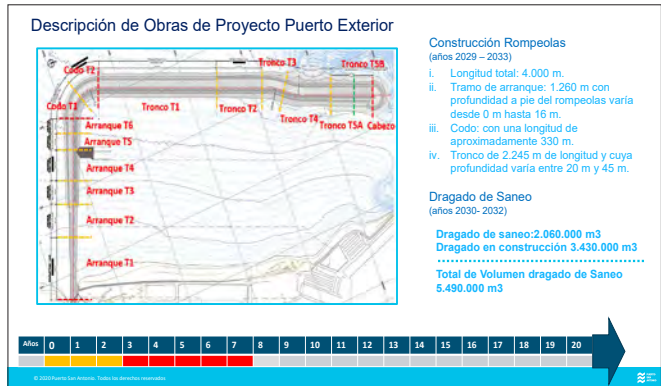 Descripción de Obras de Proyecto Puerto Exterior
Codo T2
Tronco T3
Tronco T5B
Codo T1
Tronco T1
Tronco T2
Tronco T4
Tronco T5A
Cabezo
Arranque T6
Arranque T5
Arranque T4
Arranque T3
Arranque T2
Arranque T1
Construcción Rompeolas
(años 2029 – 2033)
i. Longitud total: 4.000 m.
ii. Tramo de arranque: 1.260 m con
profundidad a pie del rompeolas varía
desde 0 m hasta 16 m.
iii. Codo: con una longitud de
aproximadamente 330 m.
iv. Tronco de 2.245 m de longitud y cuya
profundidad varía entre 20 m y 45 m.
Dragado de Saneo
(años 2030- 2032)
Dragado de saneo:2.060.000 m3
Dragado en construcción 3.430.000 m3
Total de Volumen dragado de Saneo
5.490.000 m3
Años 0 1 2 3 4 5 6 7 8 9 10 11 12 13 14 15 16 17 18 19 20
© 2020 Puerto San Antonio. Todos los derechos reservados